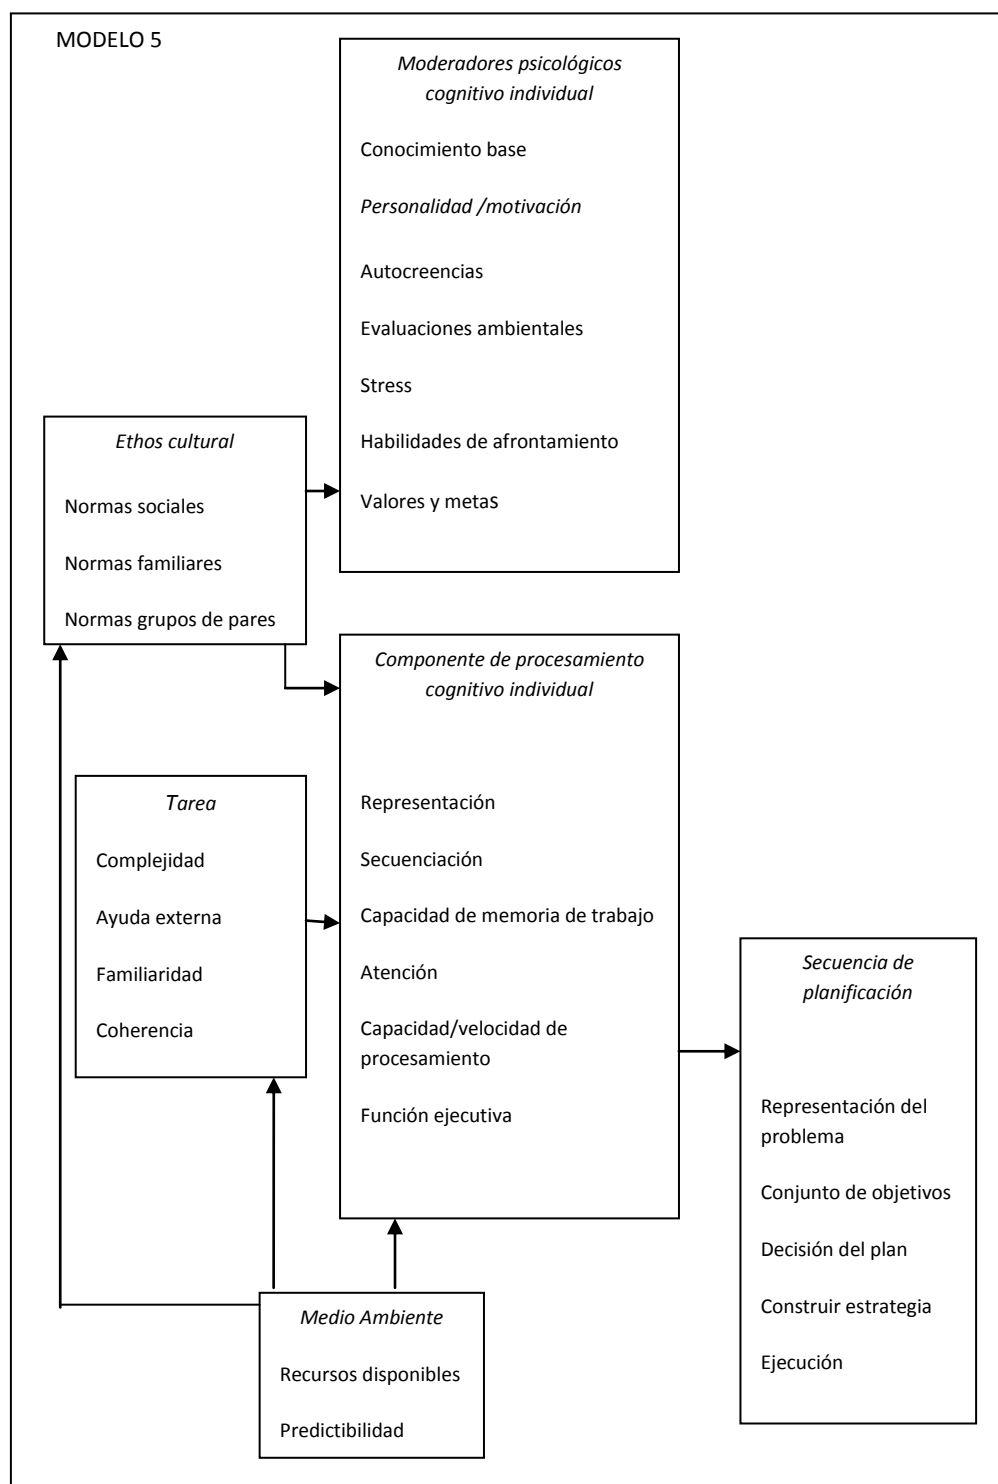 MODELO 5
Moderadores psicológicos
cognitivo individual
Conocimiento base
Personalidad /motivación
Autocreencias
Evaluaciones ambientales
Stress
Habilidades de afrontamiento
Valores y metas
Ethos cultural
Normas sociales
Normas familiares
Normas grupos de pares
Componente de procesamiento
cognitivo individual
Representación
Secuenciación
Capacidad de memoria de trabajo
Atención
Capacidad/velocidad de
procesamiento
Función ejecutiva
Tarea
Complejidad
Ayuda externa
Familiaridad
Coherencia
Secuencia de
planificación
Representación del
problema
Conjunto de objetivos
Decisión del plan
Construir estrategia
Ejecución
Medio Ambiente
Recursos disponibles
Predictibilidad